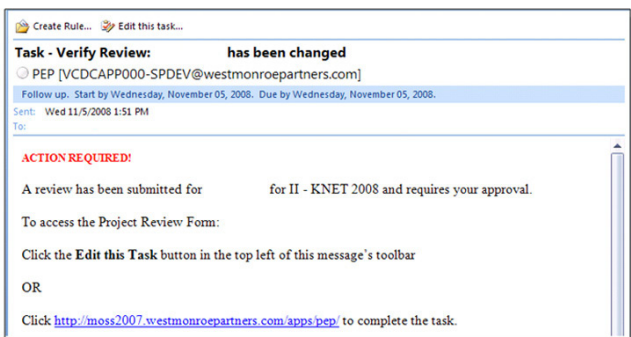 Create Rule... Edit this task...
Task - Verify Review: has been changed
PEP [VCDCAPP000-SPDEV@westmonroepartners.com]
Follow up. Start by Wednesday, November 05, 2008. Due by Wednesday, November 05, 2008.
Sent: Wed 11/5/2008 1:51 PM
To:
ACTION REQUIRED!
A review has been submitted for for II - KNET 2008 and requires your approval.
To access the Project Review Form:
Click the Edit this Task button in the top left of this message's toolbar
OR
Click http://moss2007.westmonroepartners.com/apps/pep/ to complete the task.